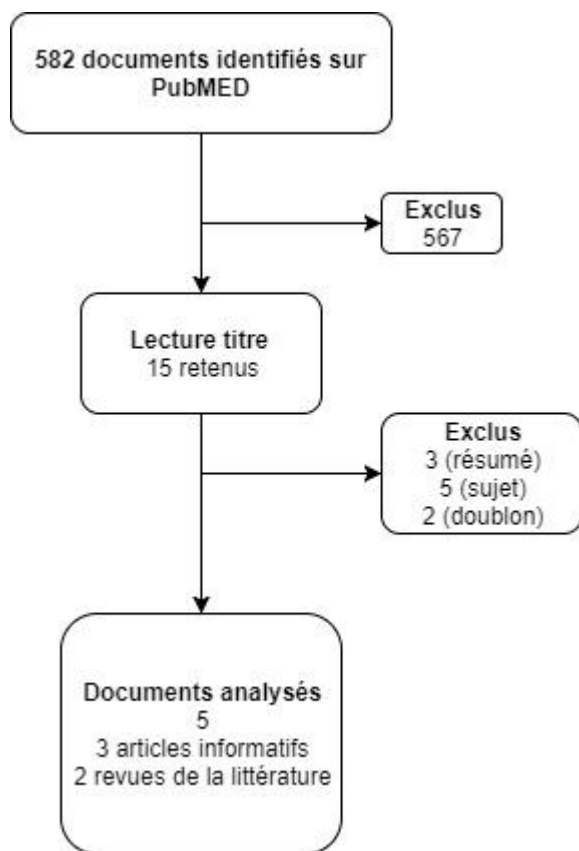 582 documents identifiés sur
PubMED
Exclus
567
Lecture titre
15 retenus
Exclus
3 (résumé)
5 (sujet)
2 (doublon)
Documents analysés
5
3 articles informatifs
2 revues de la littérature